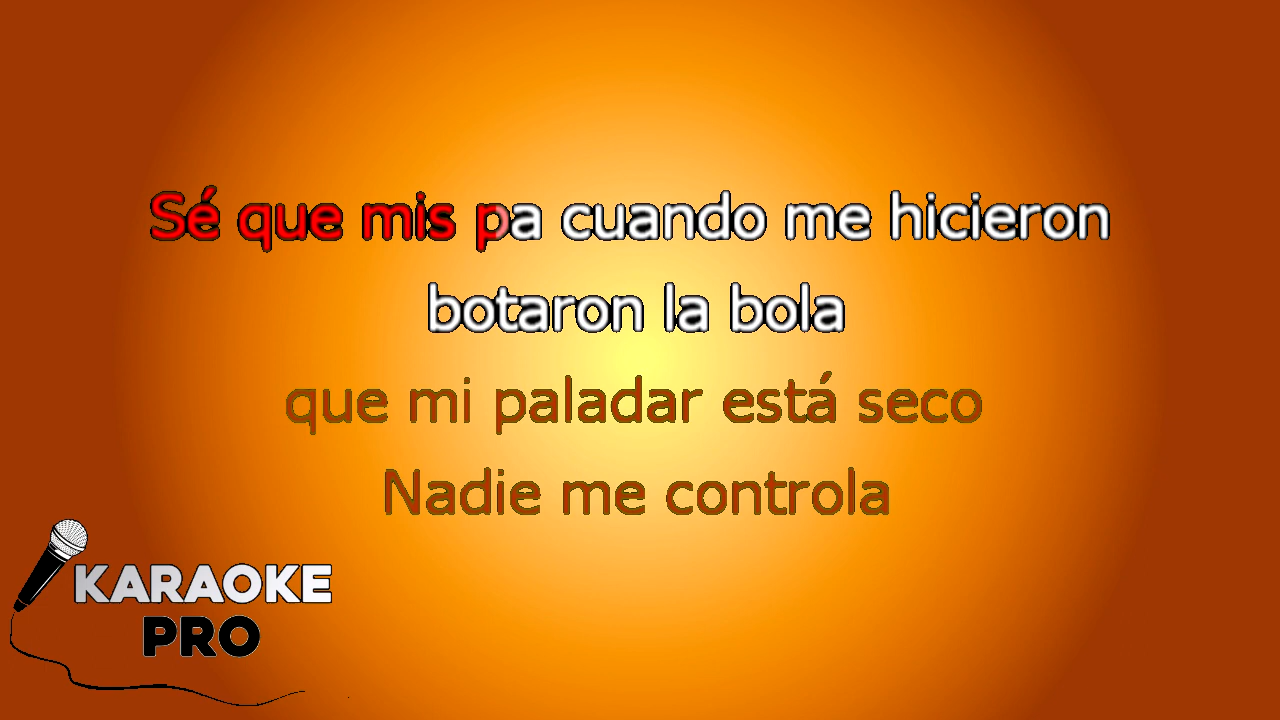 Sé que mis pa cuando me hicieron
botaron la bola
que mi paladar está seco
Nadie me controla
KARAOKE
PRO